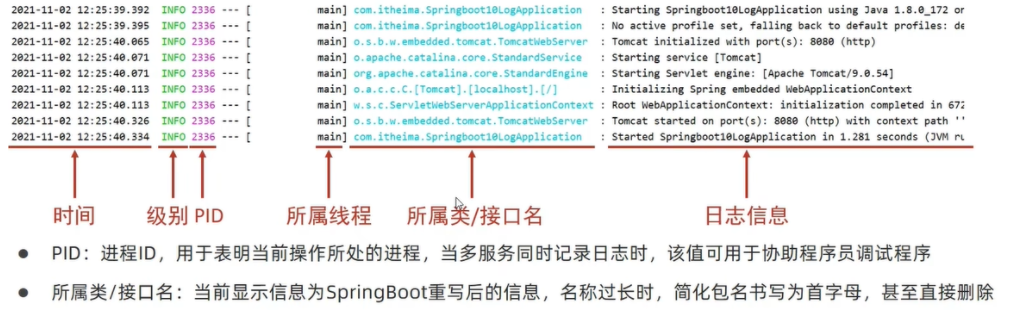 2021-11-02 12:25:39.392 INFO 2336 --- [ main] com.itheima.Springboot10LogApplication : Starting Springboot10LogApplication using Java 1.8.0_172 on
2021-11-02 12:25:39.395 INFO 2336 --- [ main] com.itheima.Springboot10LogApplication : No active profile set, falling back to default profiles: de
2021-11-02 12:25:40.065 INFO 2336 --- [ main] o.s.b.w.embedded.tomcat.TomcatWebServer : Tomcat initialized with port(s): 8080 (http)
2021-11-02 12:25:40.071 INFO 2336 --- [ main] o.apache.catalina.core.StandardService : Starting service [Tomcat]
2021-11-02 12:25:40.071 INFO 2336 --- [ main] org.apache.catalina.core.StandardEngine : Starting Servlet engine: [Apache Tomcat/9.0.54]
2021-11-02 12:25:40.113 INFO 2336 --- [ main] o.a.c.c.C.[Tomcat].[localhost].[/] : Initializing Spring embedded WebApplicationContext
2021-11-02 12:25:40.113 INFO 2336 --- [ main] w.s.c.ServletWebServerApplicationContext : Root WebApplicationContext: initialization completed in 672
2021-11-02 12:25:40.326 INFO 2336 --- [ main] o.s.b.w.embedded.tomcat.TomcatWebServer : Tomcat started on port(s): 8080 (http) with context path ''
2021-11-02 12:25:40.334 INFO 2336 --- [ main] com.itheima.Springboot10LogApplication : Started Springboot10LogApplication in 1.281 seconds (JVM ru
时间 级别 PID 所属线程 所属类/接口名 日志信息
● PID：进程ID，用于表明当前操作所处的进程，当多服务同时记录日志时，该值可用于协助程序员调试程序
● 所属类/接口名：当前显示信息为SpringBoot重写后的信息，名称过长时，简化包名书写为首字母，甚至直接删除